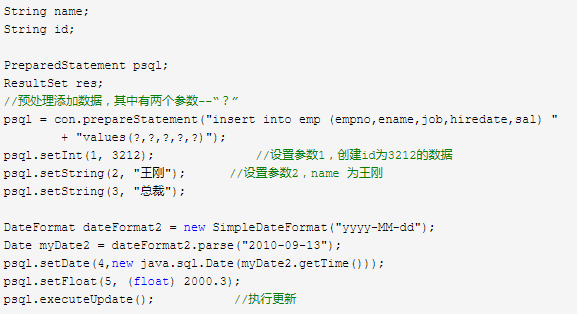 String name;
String id;
PreparedStatement psql;
ResultSet res;
//预处理添加数据，其中有两个参数--“？”
psql = con.prepareStatement("insert into emp (empno,ename,job,hiredate,sal) "
+ "values(?,?,?,?,?)");
psql.setInt(1, 3212); //设置参数1，创建id为3212的数据
psql.setString(2, "王刚"); //设置参数2，name 为王刚
psql.setString(3, "总裁");
DateFormat dateFormat2 = new SimpleDateFormat("yyyy-MM-dd");
Date myDate2 = dateFormat2.parse("2010-09-13");
psql.setDate(4,new java.sql.Date(myDate2.getTime()));
psql.setFloat(5, (float) 2000.3);
psql.executeUpdate(); //执行更新